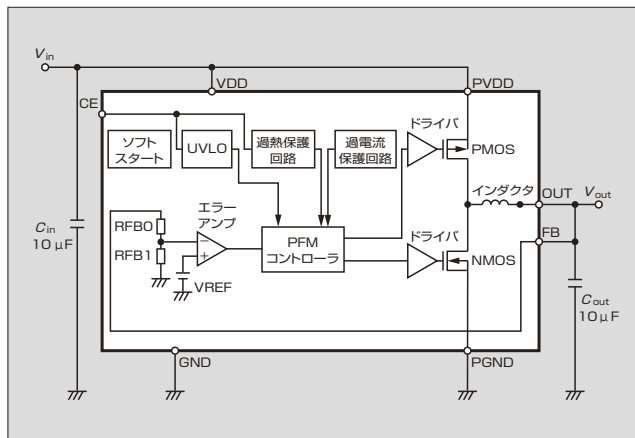 Vin
VDD
PVDD
CE
ソフト
スタート
UVLO
過熱保護
回路
過電流
保護回路
ドライバ
PMOS
インダクタ
OUT
Vout
FB
Cin
10μF
RFB0
RFB1
エラー
アンプ
−
+
VREF
PFM
コントローラ
ドライバ
NMOS
Cout
10μF
GND
PGND